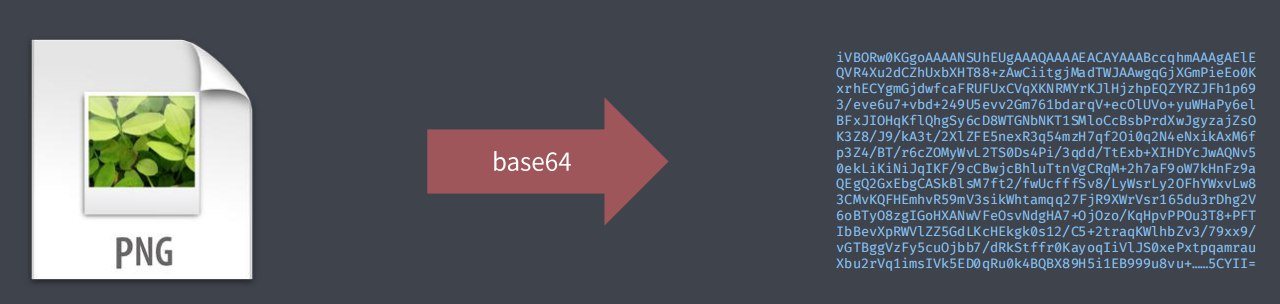 PNG
base64
iVBORw0KGgoAAAANSUhEUgAAAQAAAAEACAYAAABccqhmAAAgAElE
QVR4Xu2dCZhUxbXHT88+zAwCiitgjMadTWJAAwgqGjXGmPieEo0K
xrhECYgmGjdwfcaFRUFUxCVqXKNRMYrKJlHjzhpEQZYRZJFh1p69
3/eve6u7+vbd+249U5evv2Gm761bdarqV+ecOlUVo+yuWHaPy6el
BFxJIOHqKflQhgSy6cD8WTGNbNKT1SMloCcBsbPrdXwJgyzajZsO
K3Z8/J9/kA3t/2XlZFE5nexR3q54mzH7qf2Oi0q2N4eNxikAxM6f
p3Z4/BT/r6cZOMyWvL2TS0Ds4Pi/3qdd/TtExb+XIHDYcJwAQNv5
0ekLiKiNiJqIKF/9cCBwjcBhluTtnVgCRqM+2h7aF9oW7kHnFz9a
QEgQ2GxEbgCASkBlsM7ft2/fwUcfffSv8/LyWsrLy2OFhYWxvLw8
3CMvKQFHEmhvR59mV3sikWhtamqq27FjR9XWrVsr165du3rDhg2V
6oBTyO8zgIGoHXANwVFeOsvNdgHA7+OjOzo/KqHpvPPOu3T8+PFT
IbBevXpRWVlZZ5GdLKcHEkgk0s12/C5+2traqKWlhbZv3/79xx9/
vGTBggVzFy5cuOjbb7/dRkStffr0KayoqIiVlJS0xePxtpqamrau
Xbu2rVq1imsIVk5ED0qRu0k4BQBX89H5i1EB999u8vu+……5CYII=